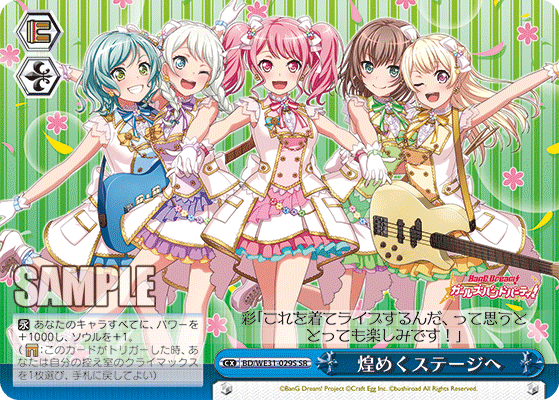 SAMPLE
BanG Dream!
ガールズバンドパーティ!
彩「これを着てライブするんだ、って思うと
とっても楽しみです!」
永 あなたのキャラすべてに、パワーを
+1000し、ソウルを+1。
(:このカードがトリガーした時、あ
なたは自分の控え室のクライマックス
を1枚選び、手札に戻してよい)
CX BD/WE31-029S SR 煌めくステージへ
©BanG Dream! Project ©Craft Egg Inc. ©bushiroad All Rights Reserved.